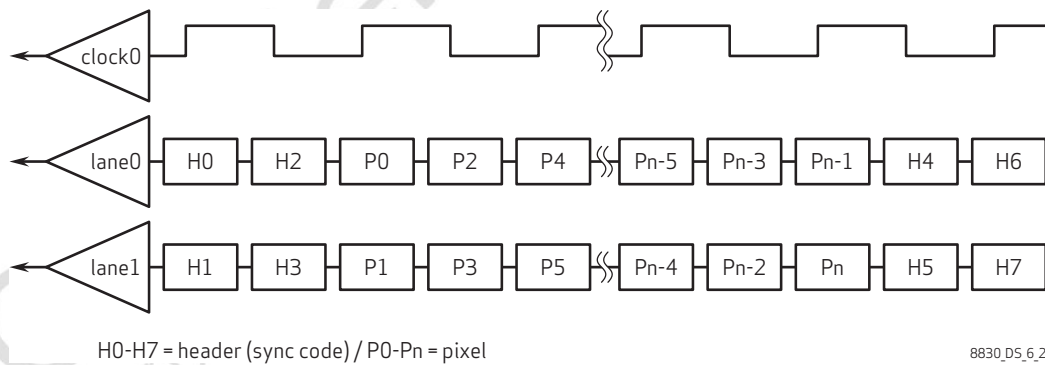 clock0
lane0 H0 H2 P0 P2 P4 Pn-5 Pn-3 Pn-1 H4 H6
lane1 H1 H3 P1 P3 P5 Pn-4 Pn-2 Pn H5 H7
H0-H7 = header (sync code) / P0-Pn = pixel
8830_DS_6_2